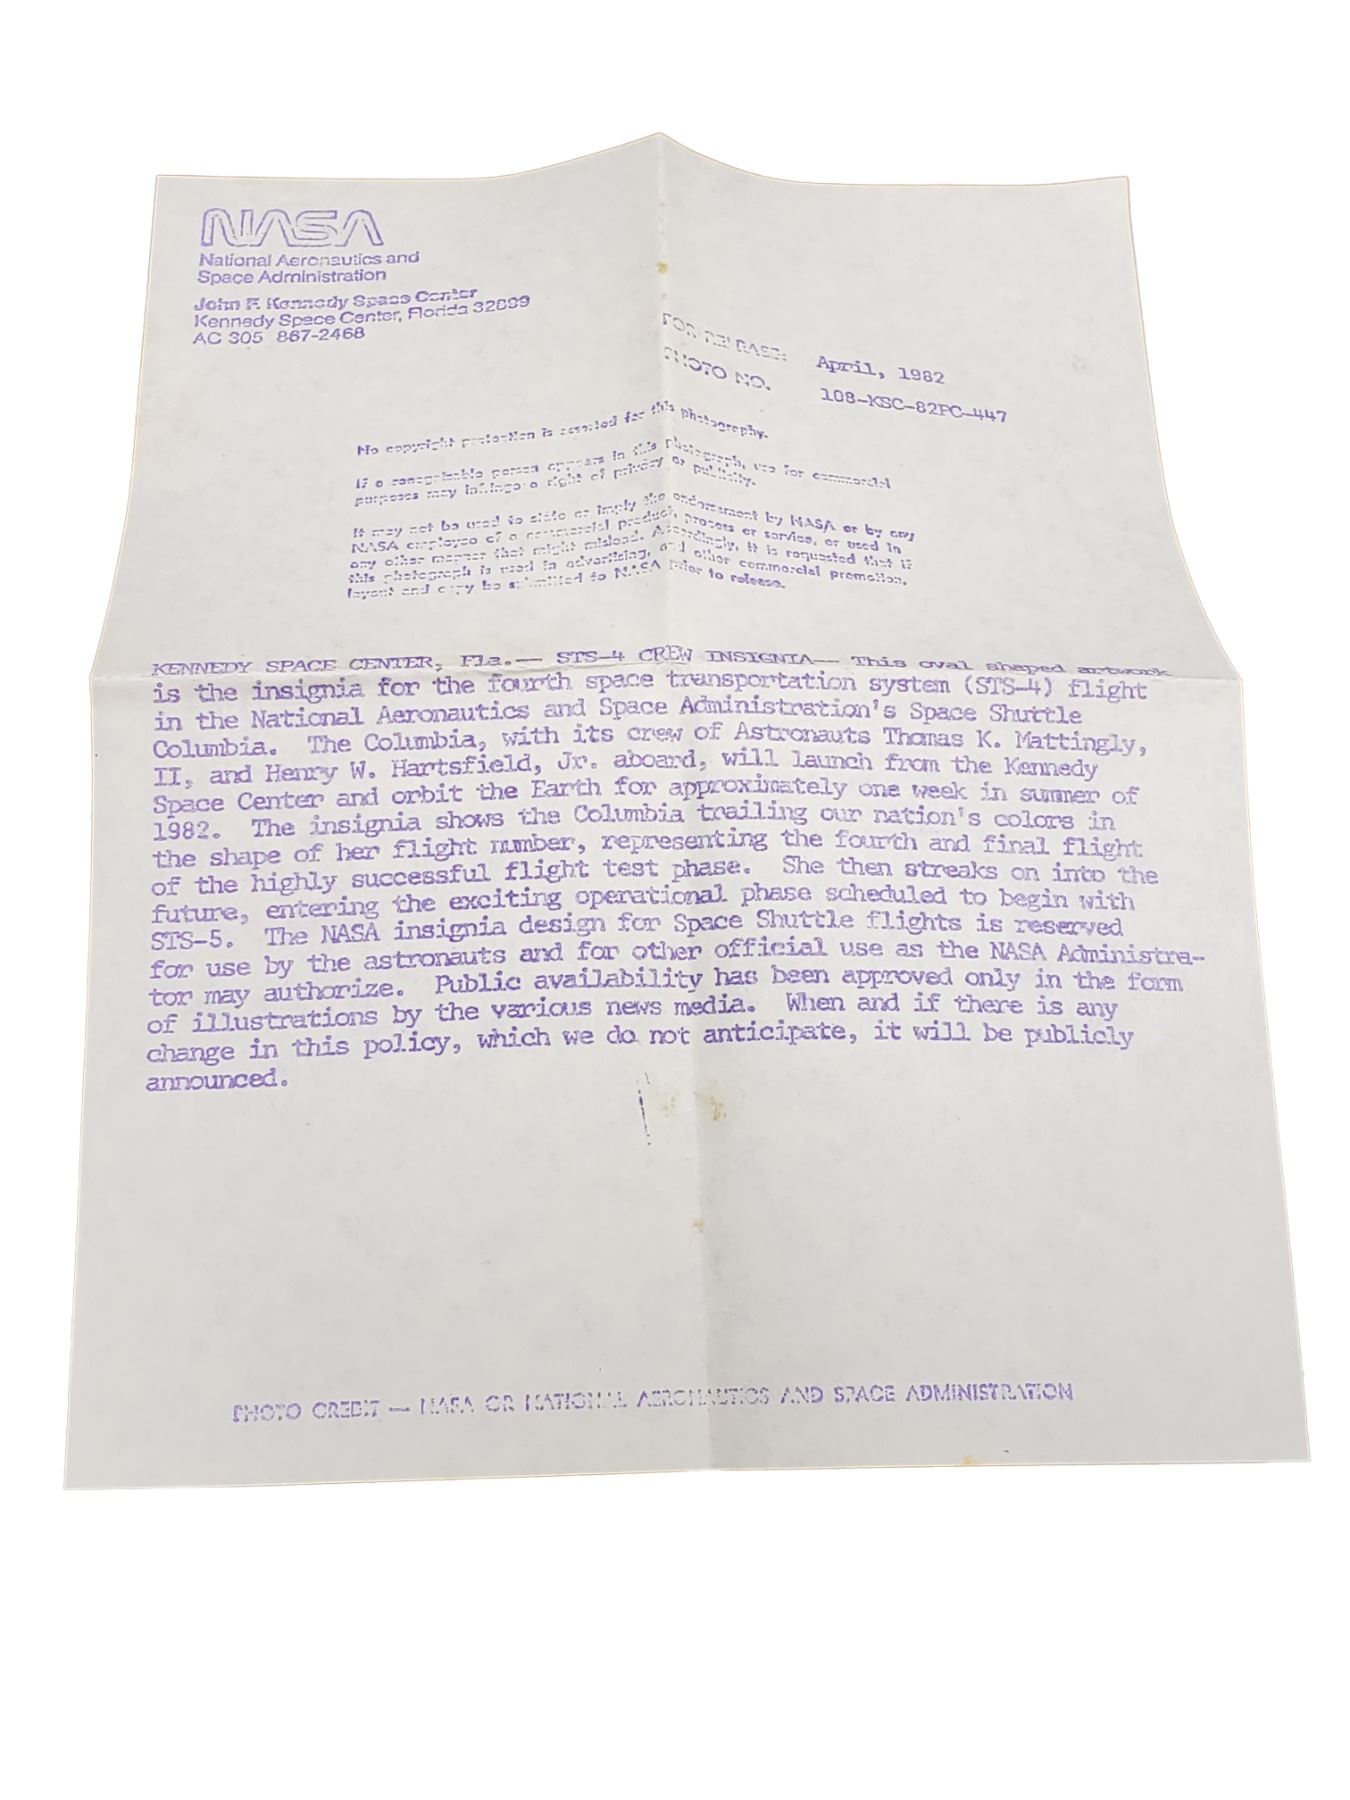 NASA
National Aeronautics and
Space Administration
John F. Kennedy Space Center
Kennedy Space Center, Florida 32899
AC 305 867-2468
FOR RELEASE: April, 1982
PHOTO NO. 108-KSC-82PC-447
No copyright protection is asserted for this photography.
If a recognizable person appears in this photograph, use for commercial
purposes may infringe a right of privacy or publicity.
It may not be used to state or imply the endorsement by NASA or by any
NASA employee of a commercial product, process or service, or used in
any other manner that might mislead. Accordingly, it is requested that if
this photograph is used in advertising, and other commercial promotion,
layout and copy be submitted to NASA prior to release.
KENNEDY SPACE CENTER, Fla.-- STS-4 CREW INSIGNIA-- This oval shaped artwork
is the insignia for the fourth space transportation system (STS-4) flight
in the National Aeronautics and Space Administration's Space Shuttle
Columbia. The Columbia, with its crew of Astronauts Thomas K. Mattingly,
II, and Henry W. Hartsfield, Jr. aboard, will launch from the Kennedy
Space Center and orbit the Earth for approximately one week in summer of
1982. The insignia shows the Columbia trailing our nation's colors in
the shape of her flight number, representing the fourth and final flight
of the highly successful flight test phase. She then streaks on into the
future, entering the exciting operational phase scheduled to begin with
STS-5. The NASA insignia design for Space Shuttle flights is reserved
for use by the astronauts and for other official use as the NASA Administra-
tor may authorize. Public availability has been approved only in the form
of illustrations by the various news media. When and if there is any
change in this policy, which we do not anticipate, it will be publicly
announced.
PHOTO CREDIT — NASA OR NATIONAL AERONAUTICS AND SPACE ADMINISTRATION